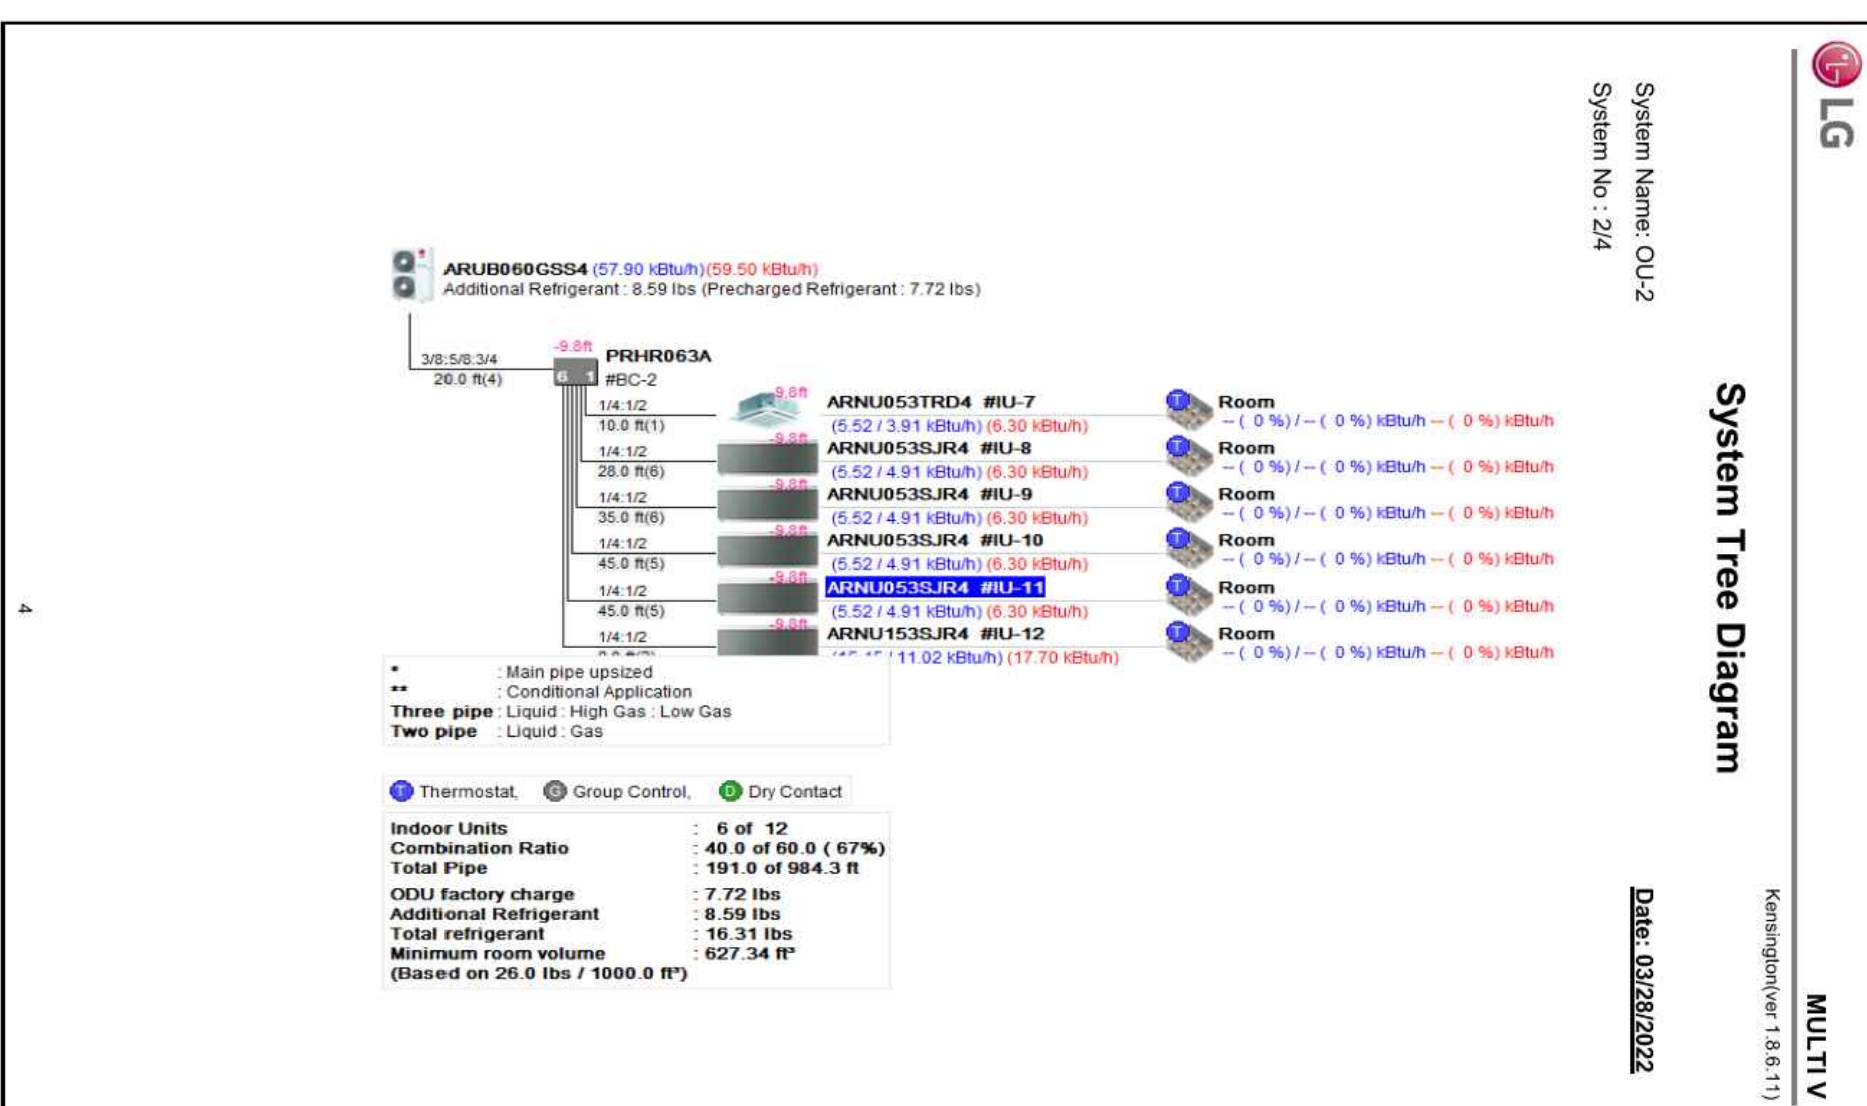 LG
MULTI V
Kensington(ver 1.8.6.11)
System Tree Diagram
System Name: OU-2
Date: 03/28/2022
System No : 2/4
ARUB060GSS4 (57.90 kBtu/h)(59.50 kBtu/h)
Additional Refrigerant : 8.59 lbs (Precharged Refrigerant : 7.72 lbs)
3/8:5/8:3/4
20.0 ft(4)
-9.8ft
PRHR063A
6 1
#BC-2
1/4:1/2
10.0 ft(1)
-9.8ft
ARNU053TRD4 #IU-7
(5.52 / 3.91 kBtu/h) (6.30 kBtu/h)
T
Room
-- ( 0 %) / -- ( 0 %) kBtu/h -- ( 0 %) kBtu/h
1/4:1/2
28.0 ft(6)
-9.8ft
ARNU053SJR4 #IU-8
(5.52 / 4.91 kBtu/h) (6.30 kBtu/h)
T
Room
-- ( 0 %) / -- ( 0 %) kBtu/h -- ( 0 %) kBtu/h
1/4:1/2
35.0 ft(6)
-9.8ft
ARNU053SJR4 #IU-9
(5.52 / 4.91 kBtu/h) (6.30 kBtu/h)
T
Room
-- ( 0 %) / -- ( 0 %) kBtu/h -- ( 0 %) kBtu/h
1/4:1/2
45.0 ft(5)
-9.8ft
ARNU053SJR4 #IU-10
(5.52 / 4.91 kBtu/h) (6.30 kBtu/h)
T
Room
-- ( 0 %) / -- ( 0 %) kBtu/h -- ( 0 %) kBtu/h
1/4:1/2
45.0 ft(5)
-9.8ft
ARNU053SJR4 #IU-11
(5.52 / 4.91 kBtu/h) (6.30 kBtu/h)
T
Room
-- ( 0 %) / -- ( 0 %) kBtu/h -- ( 0 %) kBtu/h
1/4:1/2
-9.8ft
ARNU153SJR4 #IU-12
/ 11.02 kBtu/h) (17.70 kBtu/h)
T
Room
-- ( 0 %) / -- ( 0 %) kBtu/h -- ( 0 %) kBtu/h
* : Main pipe upsized
** : Conditional Application
Three pipe : Liquid : High Gas : Low Gas
Two pipe : Liquid : Gas
T Thermostat, G Group Control, D Dry Contact
Indoor Units : 6 of 12
Combination Ratio : 40.0 of 60.0 ( 67%)
Total Pipe : 191.0 of 984.3 ft
ODU factory charge : 7.72 lbs
Additional Refrigerant : 8.59 lbs
Total refrigerant : 16.31 lbs
Minimum room volume : 627.34 ft³
(Based on 26.0 lbs / 1000.0 ft³)
4